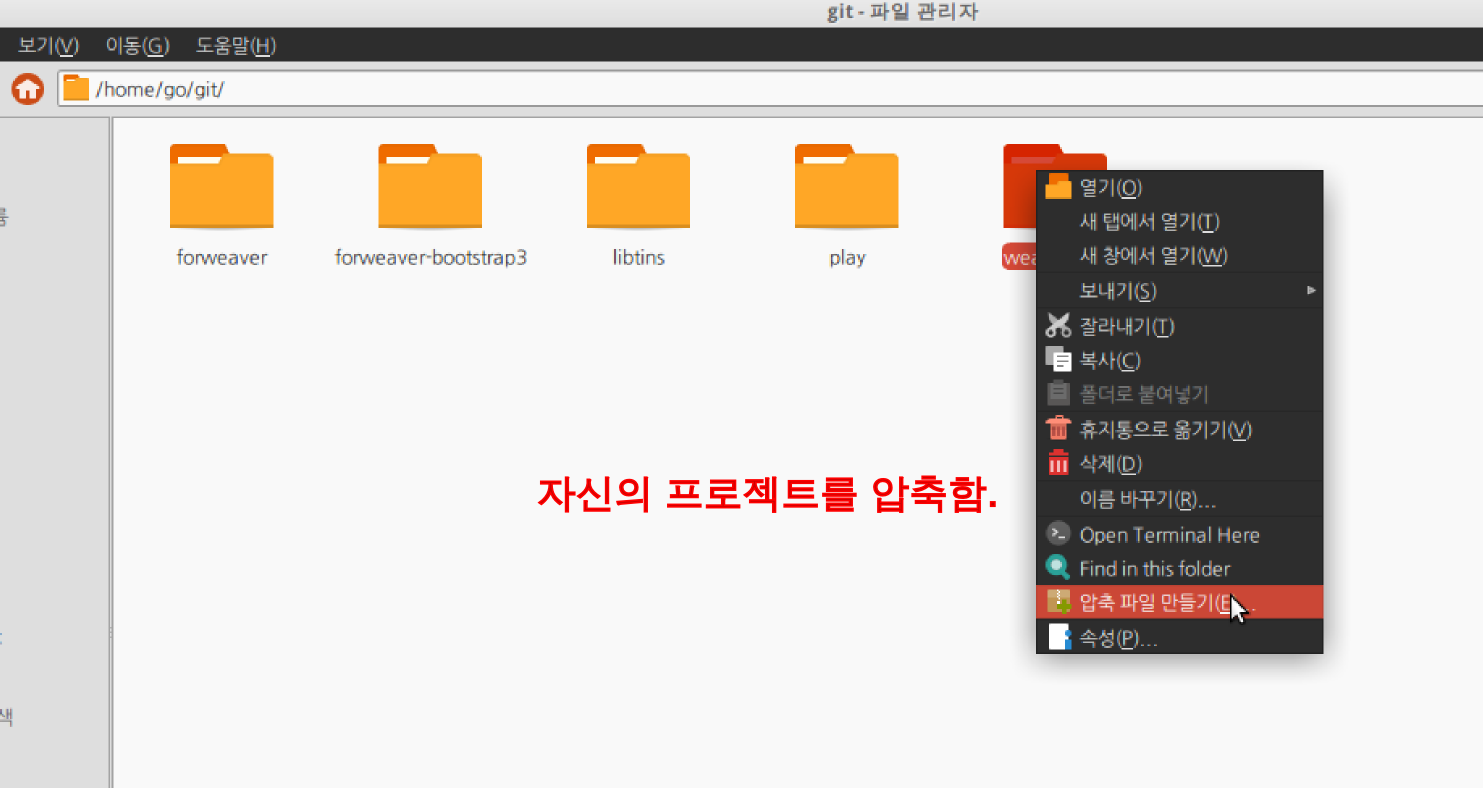 git - 파일 관리자
보기(V) 이동(G) 도움말(H)
/home/go/git/
forweaver forweaver-bootstrap3 libtins play
열기(O)
새 탭에서 열기(T)
새 창에서 열기(W)
보내기(S)
잘라내기(T)
복사(C)
폴더로 붙여넣기
휴지통으로 옮기기(V)
삭제(D)
이름 바꾸기(R)...
Open Terminal Here
Find in this folder
압축 파일 만들기(E)...
속성(P)...
자신의 프로젝트를 압축함.
색